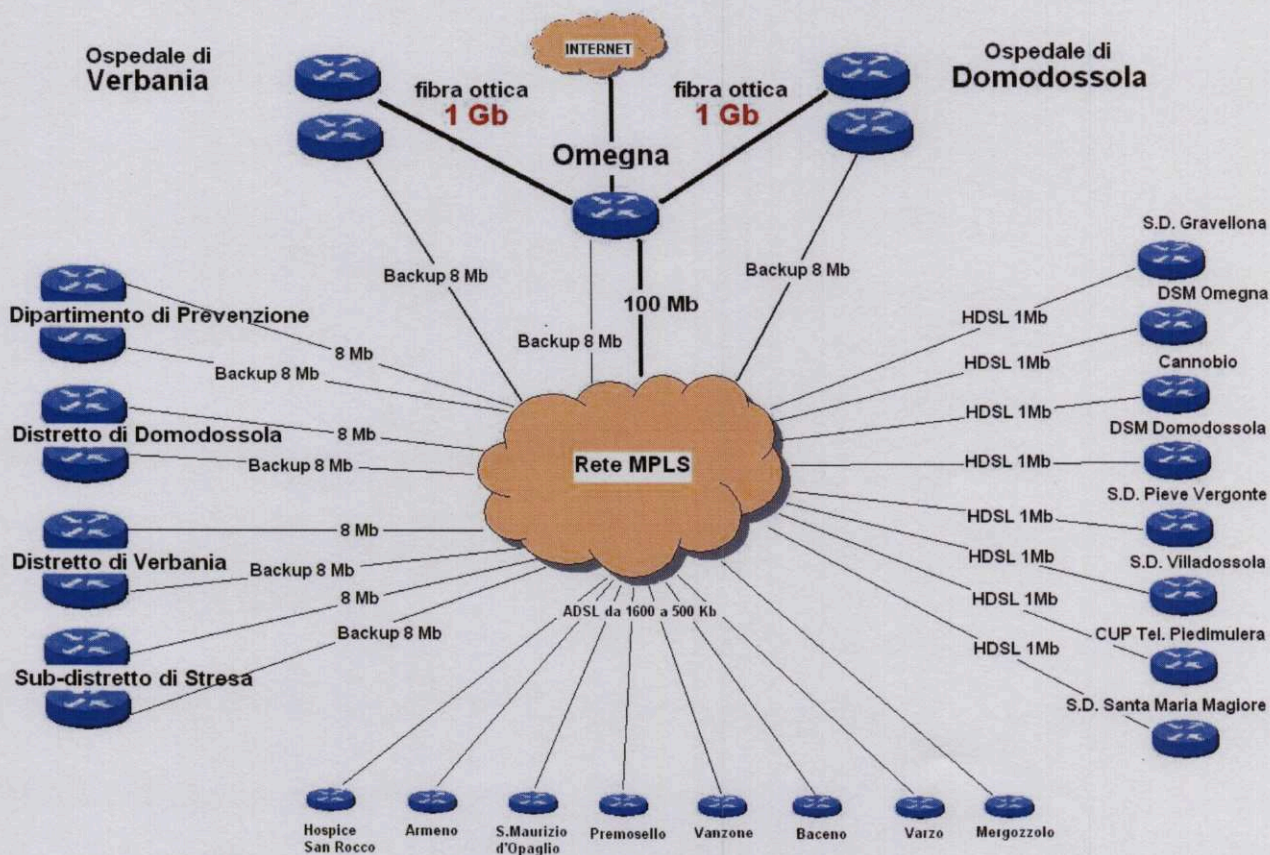 INTERNET
Ospedale di
Verbania
Ospedale di
Domodossola
fibra ottica
1 Gb
fibra ottica
1 Gb
Omegna
Backup 8 Mb
Backup 8 Mb
100 Mb
Backup 8 Mb
Dipartimento di Prevenzione
8 Mb
Backup 8 Mb
Distretto di Domodossola
8 Mb
Backup 8 Mb
Distretto di Verbania
8 Mb
Backup 8 Mb
Sub-distretto di Stresa
8 Mb
Backup 8 Mb
Rete MPLS
S.D. Gravellona
HDSL 1Mb
DSM Omegna
HDSL 1Mb
Cannobio
HDSL 1Mb
DSM Domodossola
HDSL 1Mb
S.D. Pieve Vergonte
HDSL 1Mb
S.D. Villadossola
HDSL 1Mb
CUP Tel. Piedimulera
HDSL 1Mb
S.D. Santa Maria Magiore
HDSL 1Mb
ADSL da 1600 a 500 Kb
Hospice
San Rocco
Armeno
S.Maurizio
d'Opaglio
Premosello
Vanzone
Baceno
Varzo
Mergozzolo